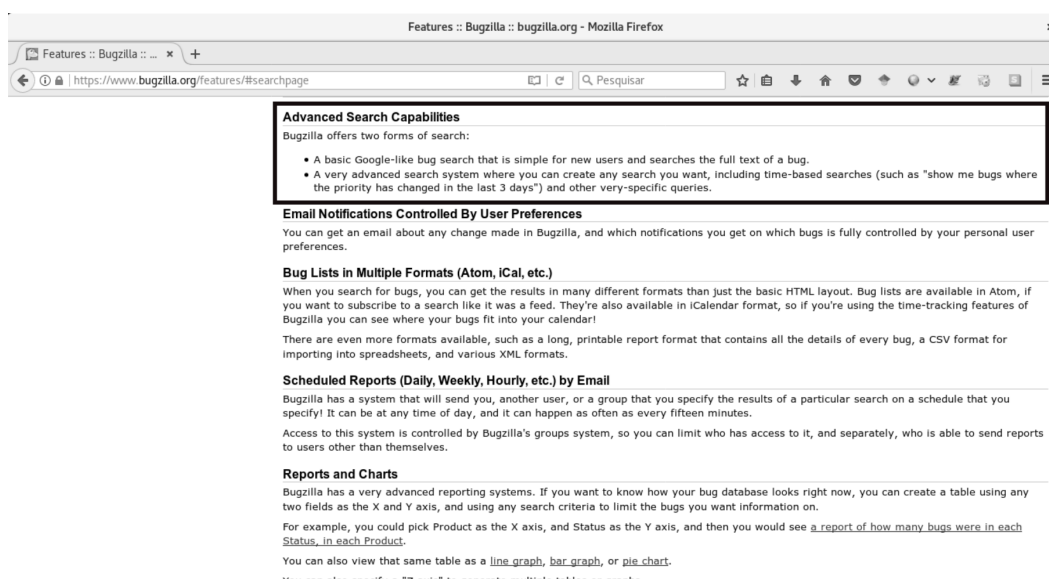 Features :: Bugzilla :: bugzilla.org - Mozilla Firefox
Features :: Bugzilla :: ...
https://www.bugzilla.org/features/#searchpage
Pesquisar
Advanced Search Capabilities
Bugzilla offers two forms of search:
• A basic Google-like bug search that is simple for new users and searches the full text of a bug.
• A very advanced search system where you can create any search you want, including time-based searches (such as "show me bugs where
the priority has changed in the last 3 days") and other very-specific queries.
Email Notifications Controlled By User Preferences
You can get an email about any change made in Bugzilla, and which notifications you get on which bugs is fully controlled by your personal user
preferences.
Bug Lists in Multiple Formats (Atom, iCal, etc.)
When you search for bugs, you can get the results in many different formats than just the basic HTML layout. Bug lists are available in Atom, if
you want to subscribe to a search like it was a feed. They're also available in iCalendar format, so if you're using the time-tracking features of
Bugzilla you can see where your bugs fit into your calendar!
There are even more formats available, such as a long, printable report format that contains all the details of every bug, a CSV format for
importing into spreadsheets, and various XML formats.
Scheduled Reports (Daily, Weekly, Hourly, etc.) by Email
Bugzilla has a system that will send you, another user, or a group that you specify the results of a particular search on a schedule that you
specify! It can be at any time of day, and it can happen as often as every fifteen minutes.
Access to this system is controlled by Bugzilla's groups system, so you can limit who has access to it, and separately, who is able to send reports
to users other than themselves.
Reports and Charts
Bugzilla has a very advanced reporting systems. If you want to know how your bug database looks right now, you can create a table using any
two fields as the X and Y axis, and using any search criteria to limit the bugs you want information on.
For example, you could pick Product as the X axis, and Status as the Y axis, and then you would see a report of how many bugs were in each
Status, in each Product.
You can also view that same table as a line graph, bar graph, or pie chart.